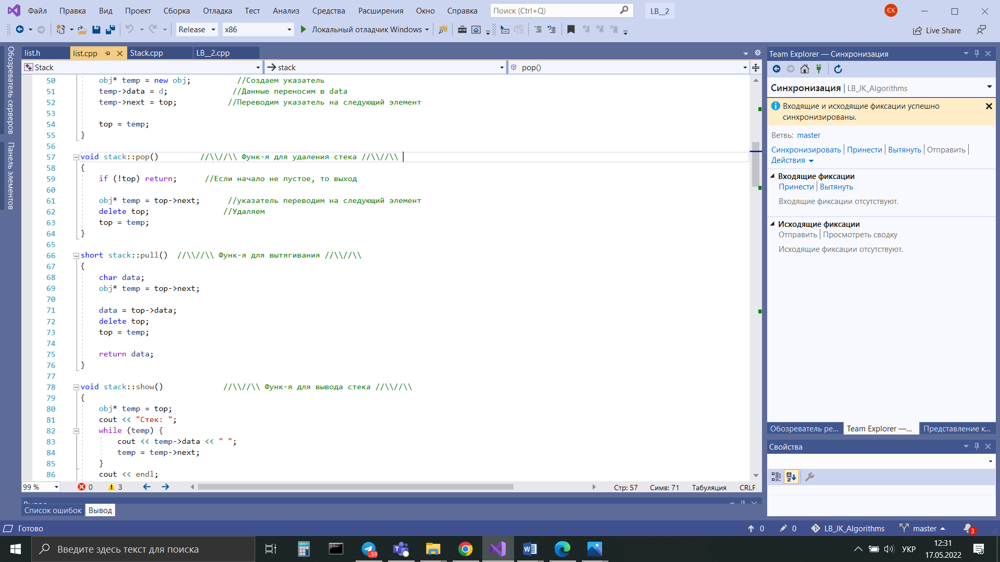 Файл Правка Вид Проект Сборка Отладка Тест Анализ Средства Расширения Окно Справка Поиск (Ctrl+Q) LB__2 ЄК
Release x86 Локальный отладчик Windows Live Share
Обозреватель серверов
Панель элементов
list.h list.cpp Stack.cpp LB__2.cpp
Stack stack pop()
50 obj* temp = new obj; //Создаем указатель
51 temp->data = d; //Данные переносим в data
52 temp->next = top; //Переводим указатель на следующий элемент
53
54 top = temp;
55 }
56
57 void stack::pop() //\\//\\ Функ-я для удаления стека //\\//\\
58 {
59 if (!top) return; //Если начало не пустое, то выход
60
61 obj* temp = top->next; //указатель переводим на следующий элемент
62 delete top; //Удаляем
63 top = temp;
64 }
65
66 short stack::pull() //\\//\\ Функ-я для вытягивания //\\//\\
67 {
68 char data;
69 obj* temp = top->next;
70
71 data = top->data;
72 delete top;
73 top = temp;
74
75 return data;
76 }
77
78 void stack::show() //\\//\\ Функ-я для вывода стека //\\//\\
79 {
80 obj* temp = top;
81 cout << "Стек: ";
82 while (temp) {
83 cout << temp->data << " ";
84 temp = temp->next;
85 }
86 cout << endl;
99 % 0 3 Стр: 57 Симв: 71 Табуляция CRLF
Team Explorer — Синхронизация
Синхронизация | LB_JK_Algorithms
Входящие и исходящие фиксации успешно
синхронизированы.
Ветвь: master
Синхронизировать Принести Вытянуть Отправить
Действия
Входящие фиксации
Принести Вытянуть
Входящие фиксации отсутствуют.
Исходящие фиксации
Отправить Просмотреть сводку
Исходящие фиксации отсутствуют.
Обозреватель ре... Team Explorer —... Представление к...
Свойства
Вывод
Список ошибок Вывод
Готово 0 0 LB_JK_Algorithms master 3
Введите здесь текст для поиска ..59 УКР 12:31
17.05.2022